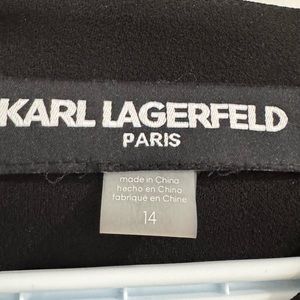 KARL LAGERFELD
PARIS
made in China
hecho en China
fabriqué en Chine
14